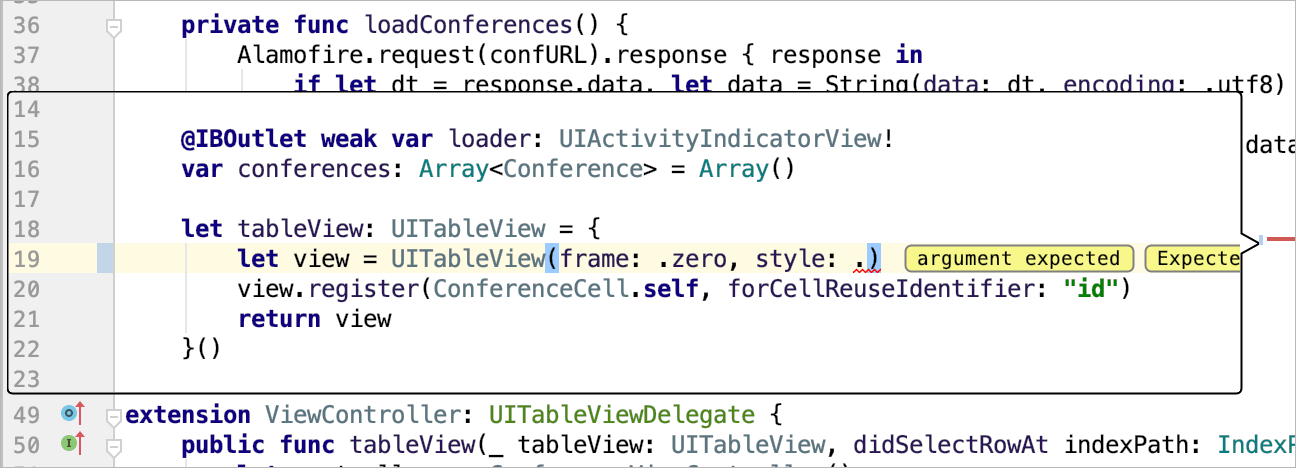 36 private func loadConferences() {
37 Alamofire.request(confURL).response { response in
38 if let dt = response.data, let data = String(data: dt, encoding: .utf8)
14
15 @IBOutlet weak var loader: UIActivityIndicatorView!
data
16 var conferences: Array<Conference> = Array()
17
18 let tableView: UITableView = {
19 let view = UITableView(frame: .zero, style: .) argument expected Expecte
20 view.register(ConferenceCell.self, forCellReuseIdentifier: "id")
21 return view
22 }()
23
49 extension ViewController: UITableViewDelegate {
50 public func tableView(_ tableView: UITableView, didSelectRowAt indexPath: IndexP